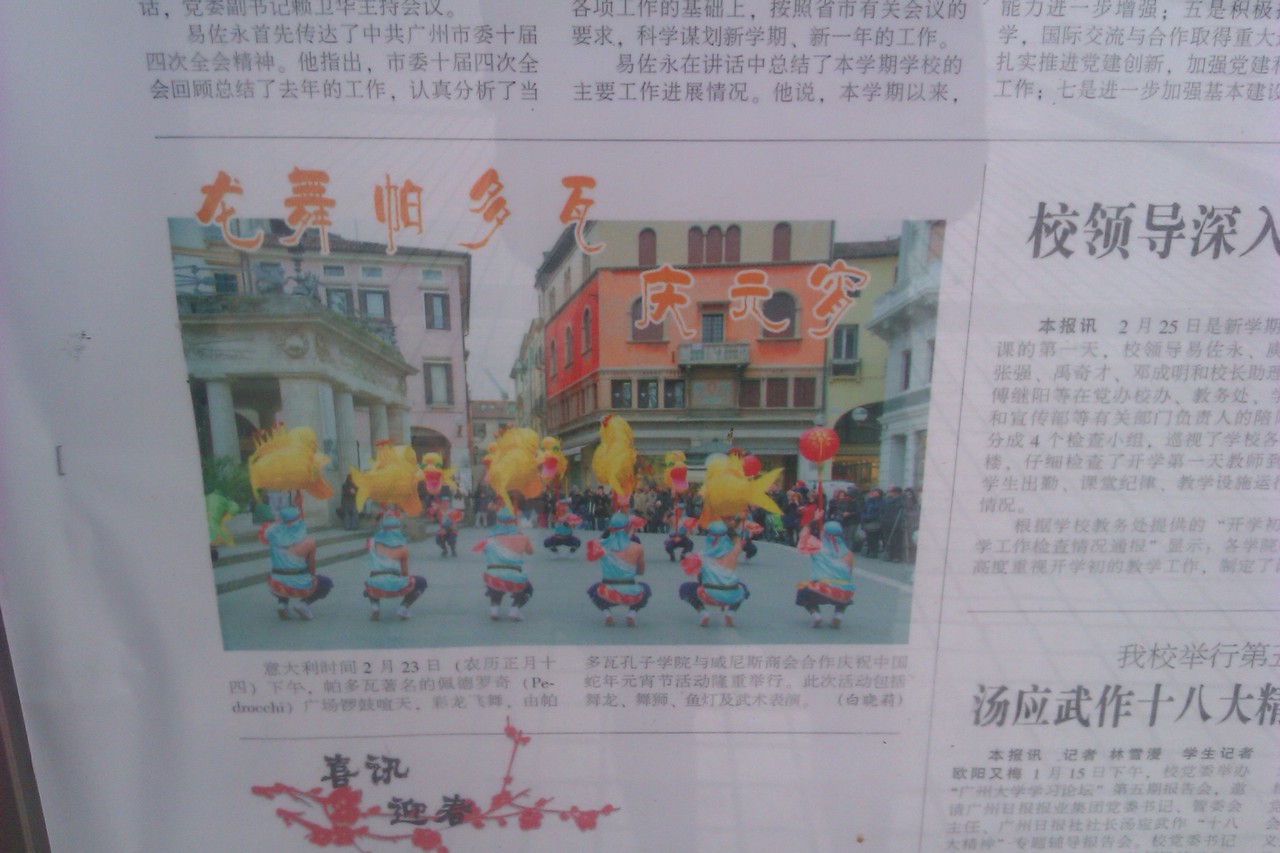 话，党委副书记赖卫华主持会议。
易佐永首先传达了中共广州市委十届
四次全会精神。他指出，市委十届四次全
会回顾总结了去年的工作，认真分析了当
各项工作的基础上，按照省市有关会议的
要求，科学谋划新学期、新一年的工作。
易佐永在讲话中总结了本学期学校的
主要工作进展情况。他说，本学期以来，
能力进一步增强；五是积极
学，国际交流与合作取得重大
扎实推进党建创新，加强党建
工作；七是进一步加强基本建设
龙舞帕多瓦
庆元宵
意大利时间 2 月 23 日（农历正月十
四）下午，帕多瓦著名的佩德罗奇（Pe-
drocchi）广场锣鼓喧天，彩龙飞舞，由帕
多瓦孔子学院与威尼斯商会合作庆祝中国
蛇年元宵节活动隆重举行。此次活动包括
舞龙、舞狮、鱼灯及武术表演。（白晓莉）
喜讯
迎春
校领导深入
本报讯 2 月 25 日是新学期
课的第一天，校领导易佐永、
张强、禹奇才、邓成明和校长助理
傅继阳等在党办校办、教务处、学
和宣传部等有关部门负责人的陪
分成 4 个检查小组，巡视了学校各
楼，仔细检查了开学第一天教师到
学生出勤、课堂纪律、教学设施运行
情况。
根据学校教务处提供的“开学初
学工作检查情况通报”显示：各学院
高度重视开学初的教学工作，制定了
我校举行第五
汤应武作十八大精
本报讯 记者 林雪漫 学生记者
欧阳又梅 1 月 15 日下午，校党委举办
“广州大学学习论坛”第五期报告会，邀
请广州日报报业集团党委书记、管委会
主任、广州日报社社长汤应武作“十八
大精神”专题辅导报告会。校党委书记